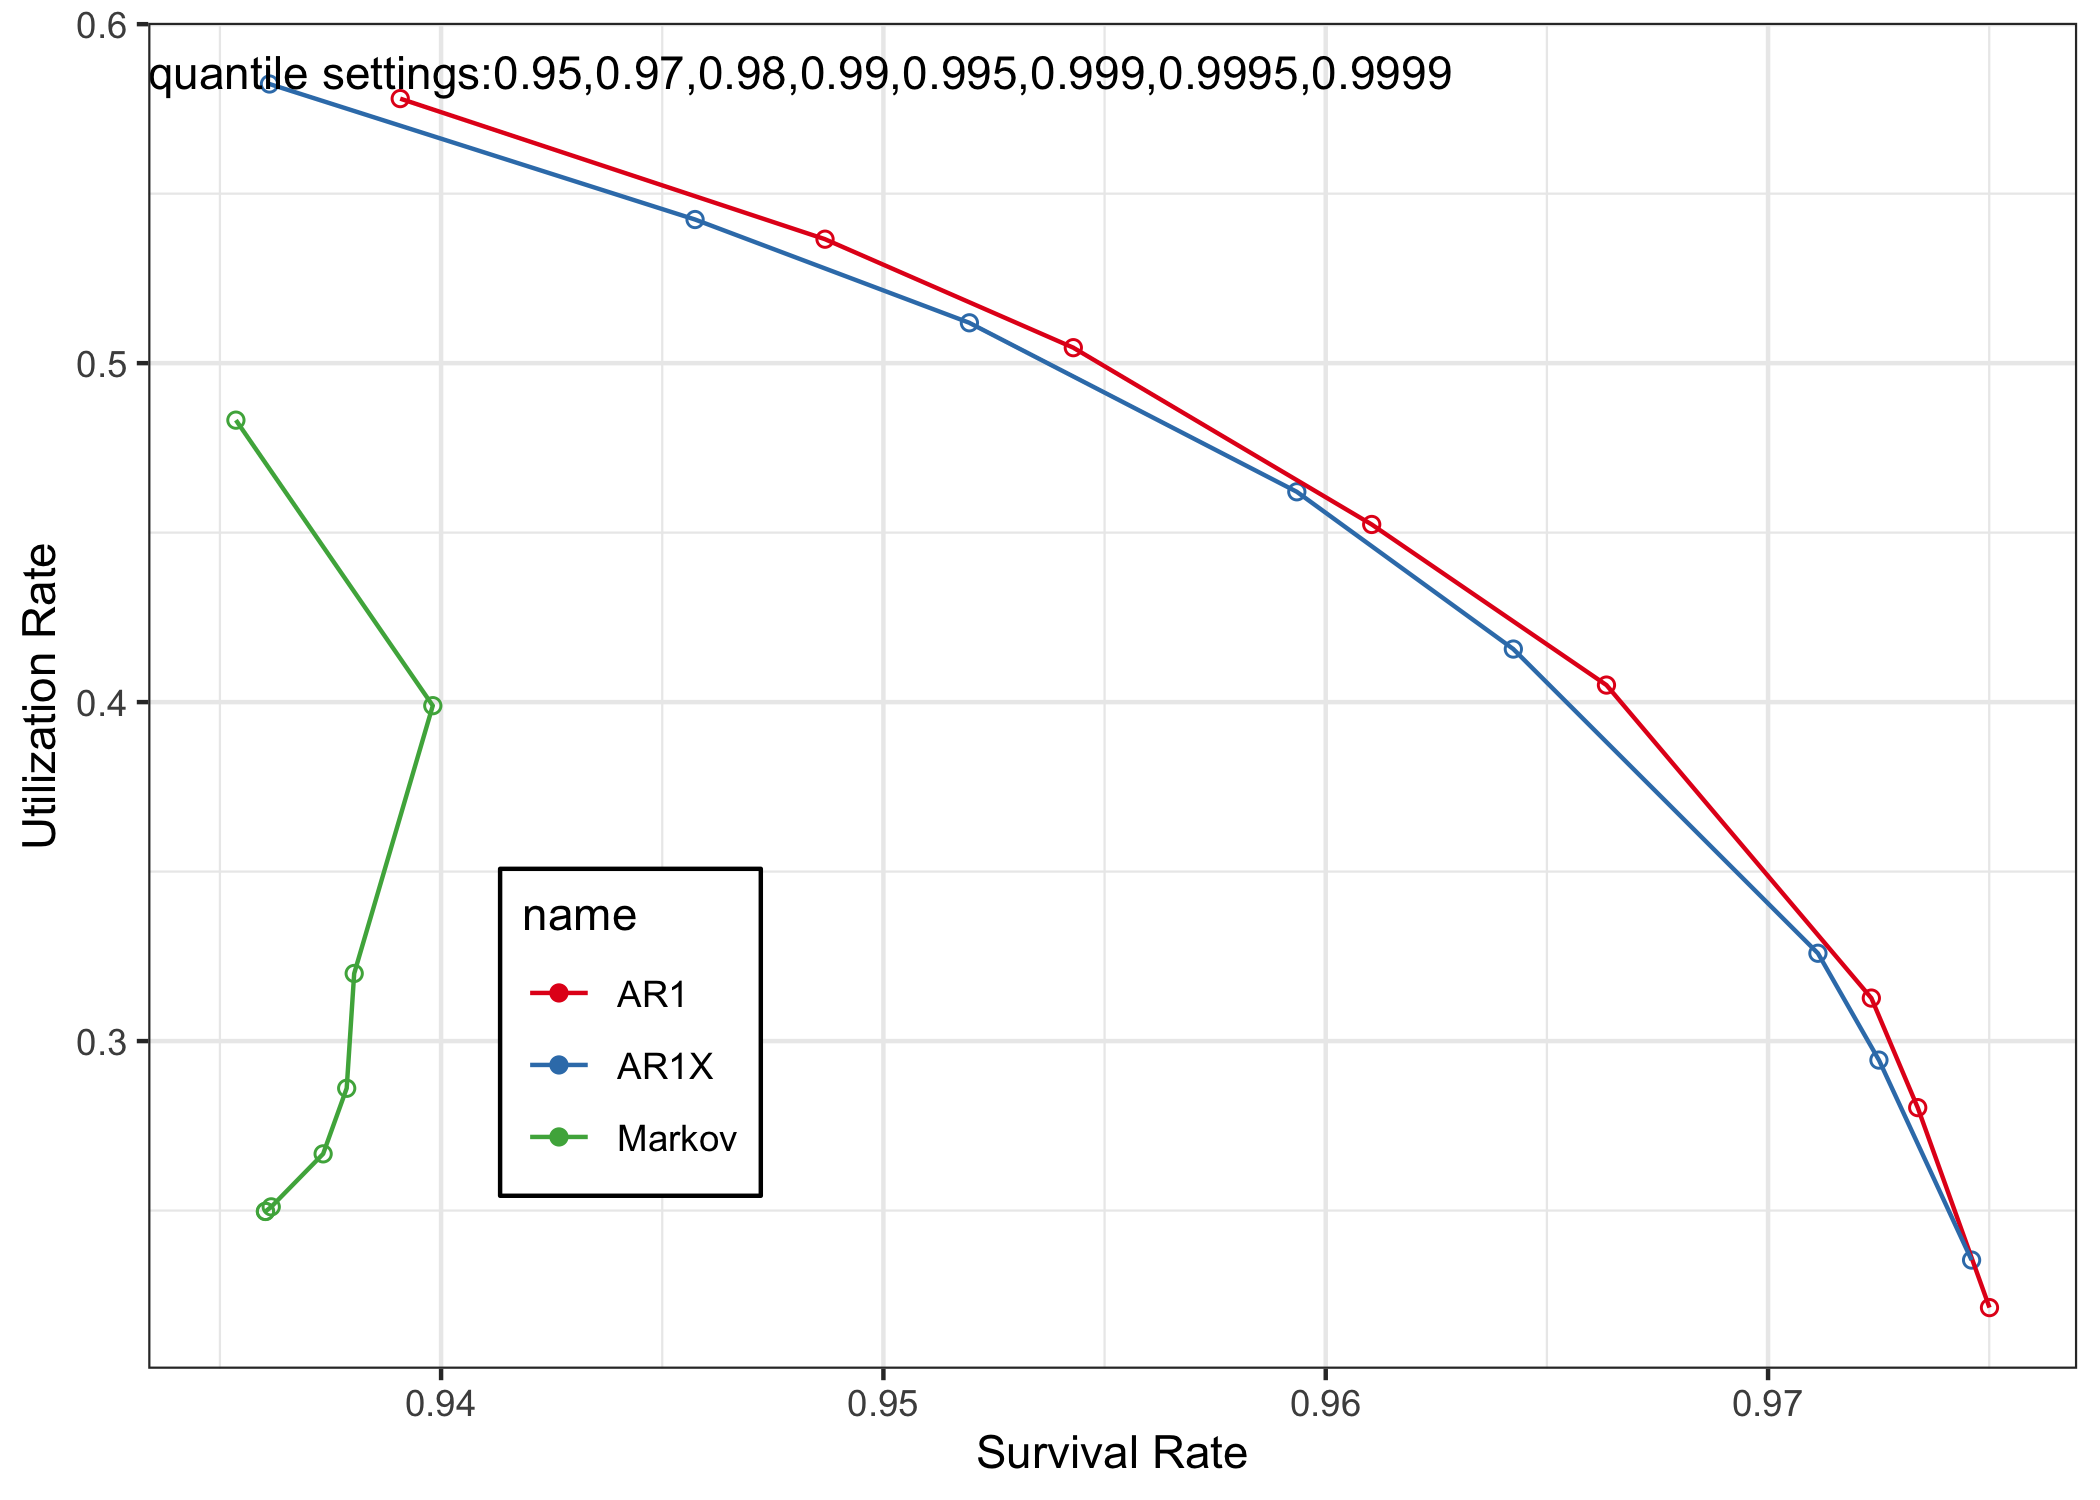 quantile settings:0.95,0.97,0.98,0.99,0.995,0.999,0.9995,0.9999
0.6
0.5
0.4
0.3
Utilization Rate
name
AR1
AR1X
Markov
0.94 0.95 0.96 0.97
Survival Rate